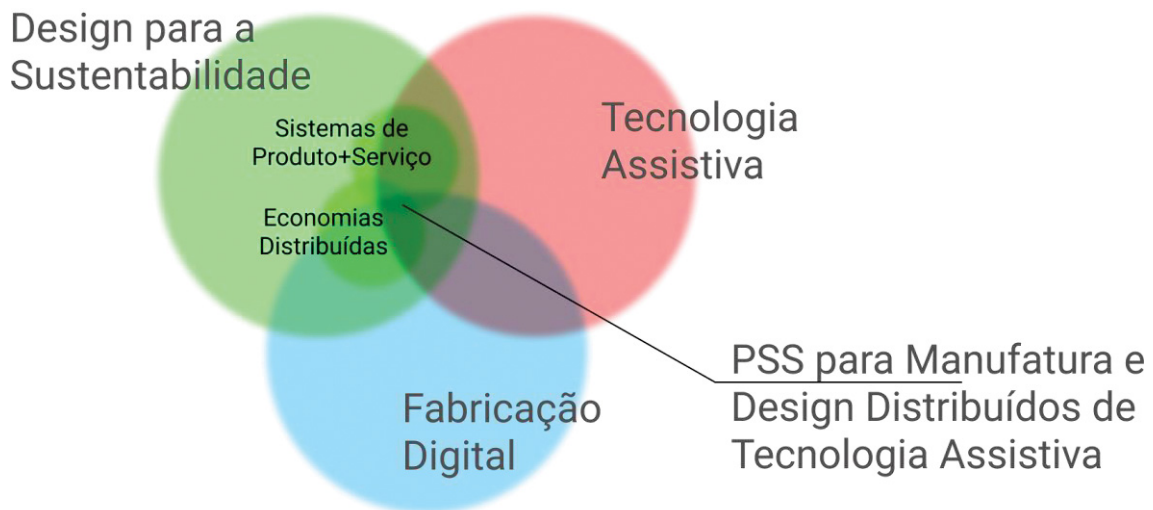 Design para a
Sustentabilidade
Sistemas de
Produto+Serviço
Economias
Distribuídas
Tecnologia
Assistiva
Fabricação
Digital
PSS para Manufatura e
Design Distribuídos de
Tecnologia Assistiva